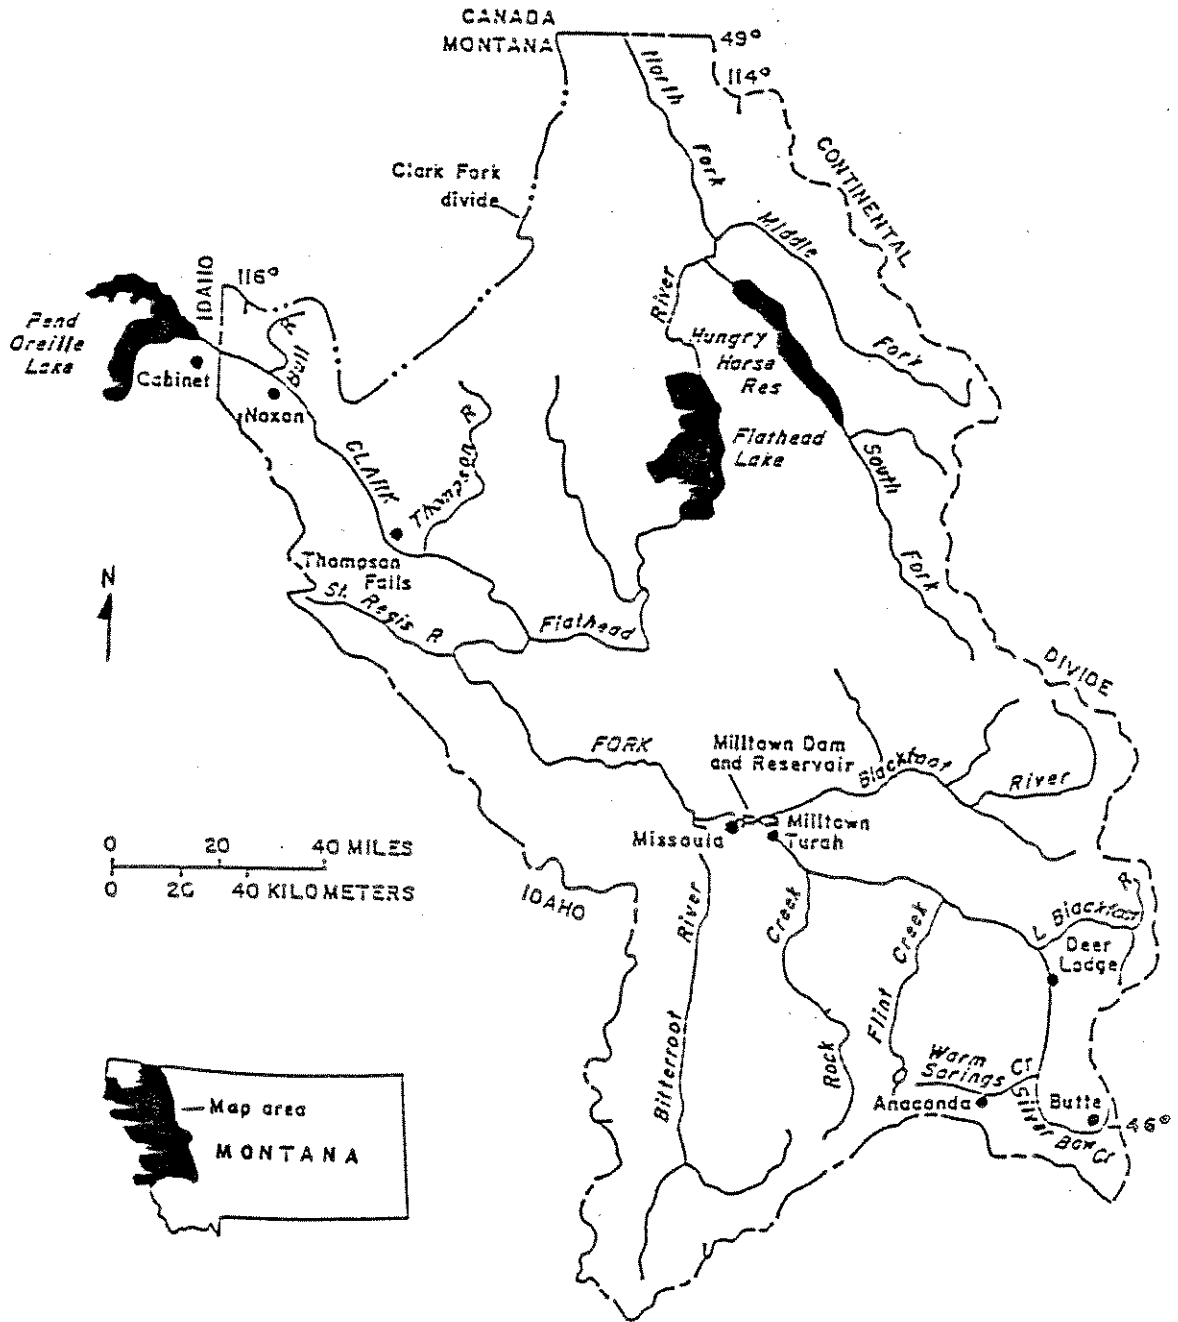 CANADA
MONTANA
49°
114°
North
Fork
CONTINENTAL
Clark Fork
divide
Middle
Fork
IDAHO
116°
River
Pend
Oreille
Lake
Hungry
Horse
Res
Bull
R
Cabinet
Noxon
Flathead
Lake
CLARK
Thompson
R
South
Fork
Thompson
Falls
N
St. Regis R
Flathead
DIVIDE
FORK
Milltown Dam
and Reservoir
Blackfoot
River
Missoula
Milltown
Turah
0 20 40 MILES
0 20 40 KILOMETERS
IDAHO
River
Creek
Creek
L Blackfoot
R
Deer
Lodge
Flint
Bitterroot
Rock
Warm
Springs
Cr
Anaconda
Silver Bow
Cr
Butte
46°
Map area
MONTANA